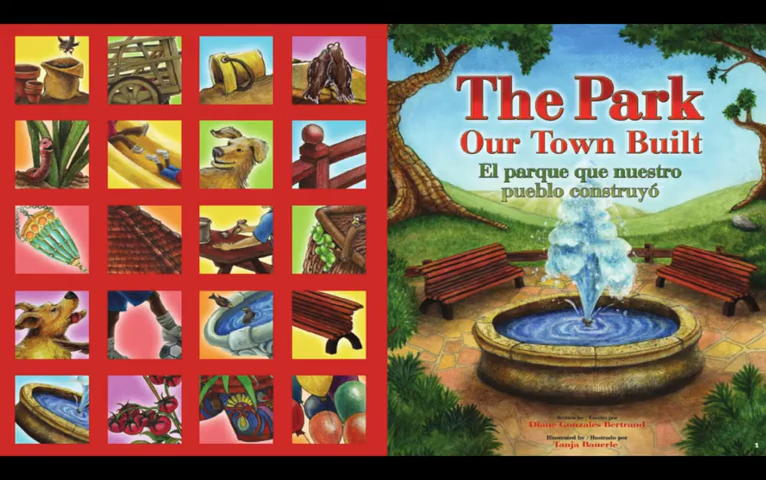 The Park
Our Town Built
El parque que nuestro
pueblo construyó
Written by / Escrito por
Diane Gonzales Bertrand
Illustrated by / Ilustrado por
Tanja Bauerle
1